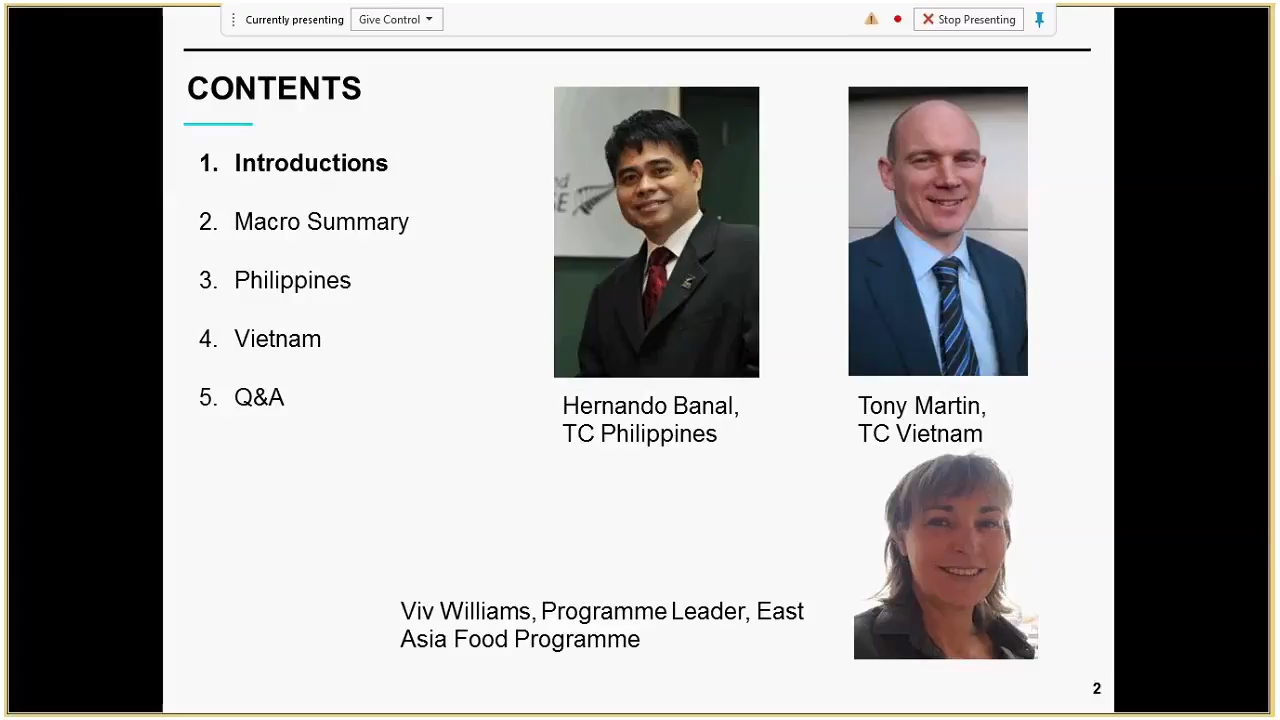 Currently presenting
Give Control
Stop Presenting
CONTENTS
1. Introductions
2. Macro Summary
3. Philippines
4. Vietnam
5. Q&A
Hernando Banal,
TC Philippines
Tony Martin,
TC Vietnam
Viv Williams, Programme Leader, East
Asia Food Programme
2